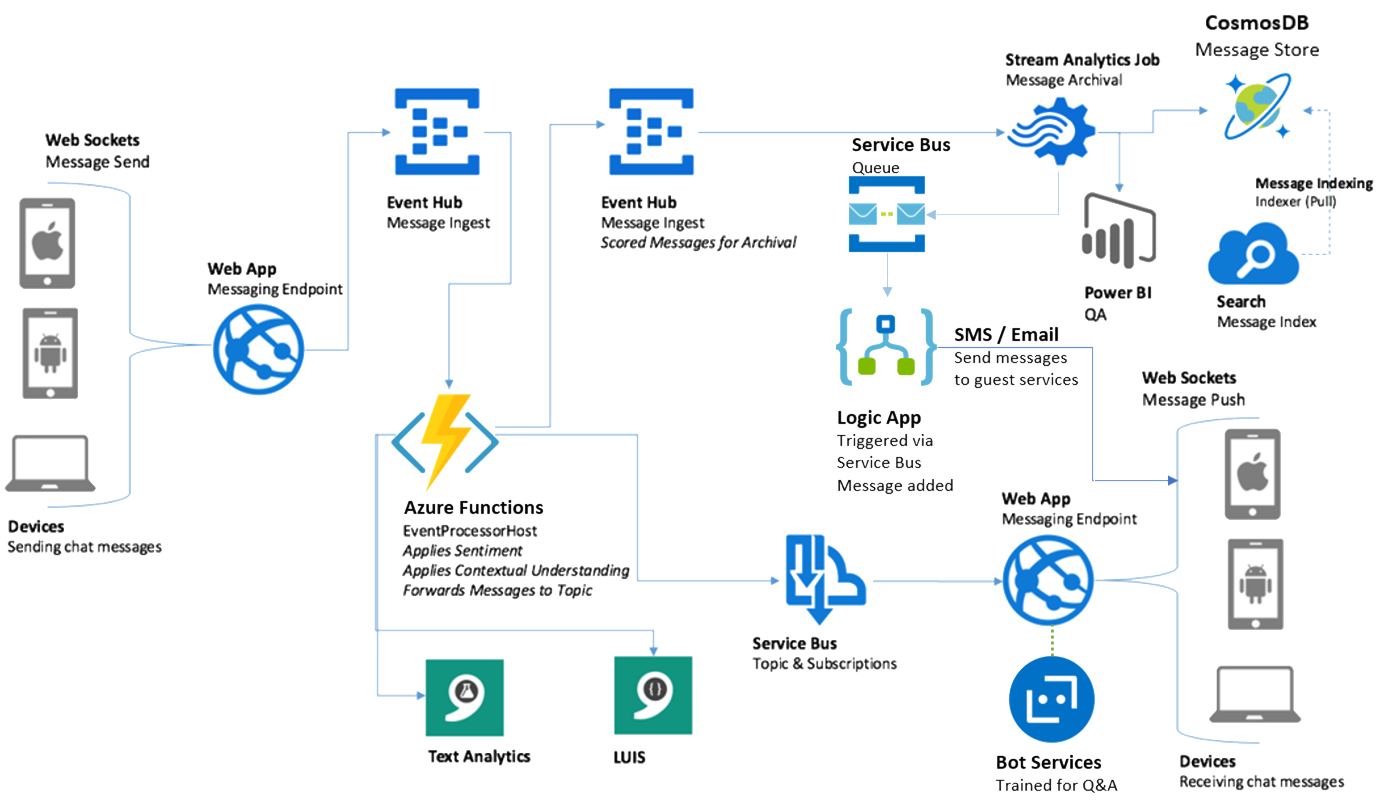 CosmosDB
Message Store
Stream Analytics Job
Message Archival
Web Sockets
Message Send
Service Bus
Queue
Event Hub
Message Ingest
Event Hub
Message Ingest
Scored Messages for Archival
Message Indexing
Indexer (Pull)
Web App
Messaging Endpoint
Power BI
QA
Search
Message Index
SMS / Email
Send messages
to guest services
Web Sockets
Message Push
Logic App
Triggered via
Service Bus
Message added
Devices
Sending chat messages
Azure Functions
EventProcessorHost
Applies Sentiment
Applies Contextual Understanding
Forwards Messages to Topic
Web App
Messaging Endpoint
Service Bus
Topic & Subscriptions
Text Analytics
LUIS
Bot Services
Trained for Q&A
Devices
Receiving chat messages